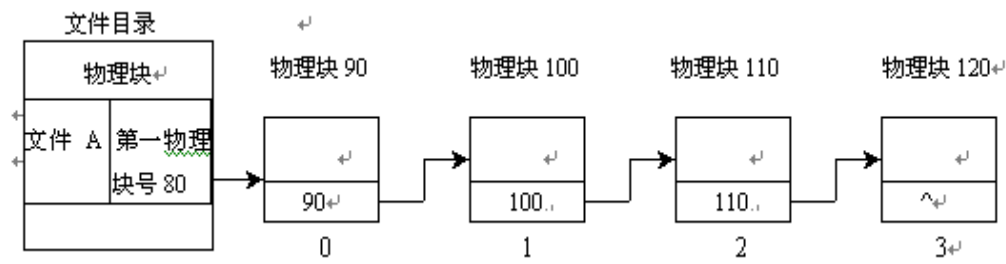 文件目录
物理块
物理块 90
物理块 100
物理块 110
物理块 120
文件 A
第一物理
块号 80
90
100
110
^
0
1
2
3